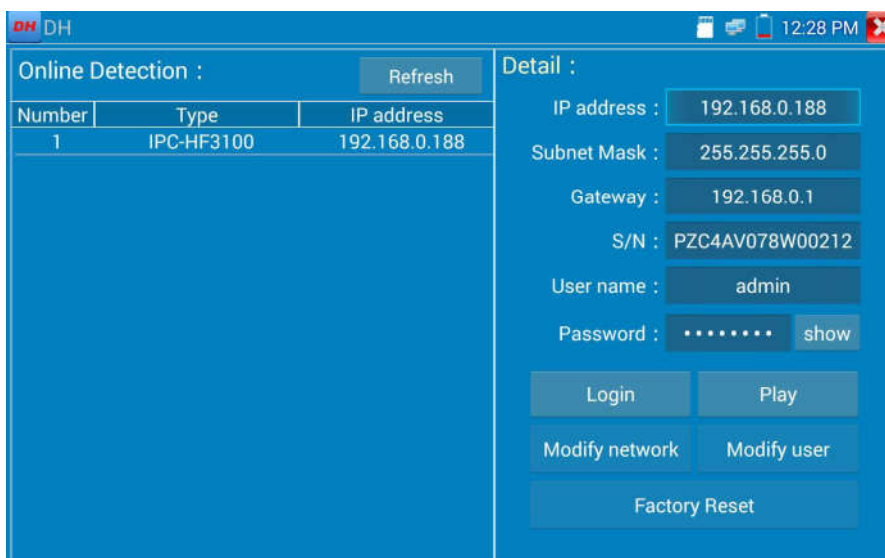 DH DH
12:28 PM
Online Detection :
Refresh
Number Type IP address
1 IPC-HF3100 192.168.0.188
Detail :
IP address : 192.168.0.188
Subnet Mask : 255.255.255.0
Gateway : 192.168.0.1
S/N : PZC4AV078W00212
User name : admin
Password : •••••••• show
Login Play
Modify network Modify user
Factory Reset